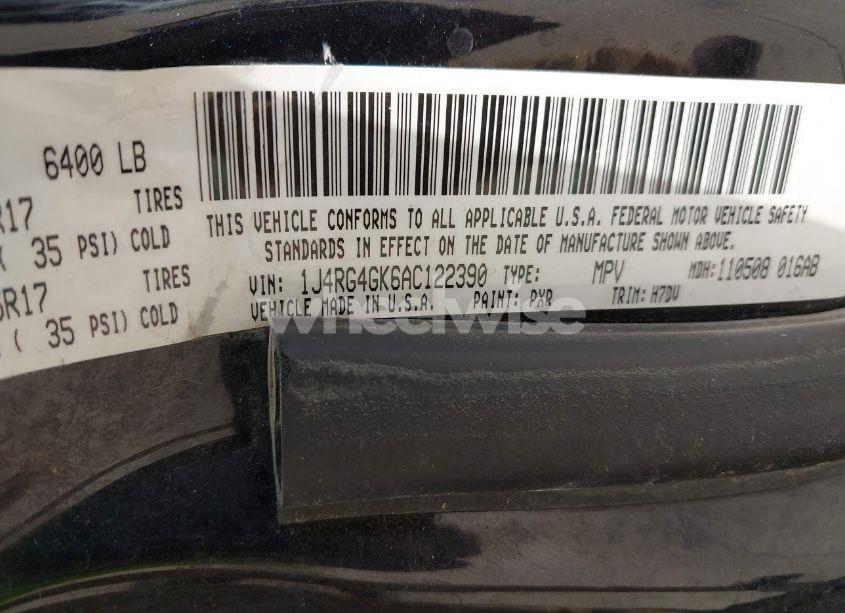 6400 LB
R17 TIRES
( 35 PSI) COLD
R17 TIRES
( 35 PSI) COLD
THIS VEHICLE CONFORMS TO ALL APPLICABLE U.S.A. FEDERAL MOTOR VEHICLE SAFETY
STANDARDS IN EFFECT ON THE DATE OF MANUFACTURE SHOWN ABOVE.
VIN: 1J4RG4GK6AC122390 TYPE: MPV MDH:110508 016AB
VEHICLE MADE IN U.S.A. PAINT: PXR TRIM: H7DV
wheelwise